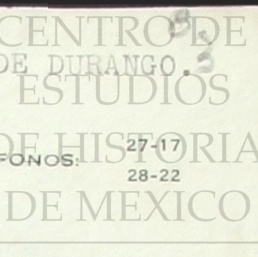 CENTRO DE
DE DURANGO.
ESTUDIOS
DE HISTORIA
FONOS: 27-17
28-22
DE MEXICO